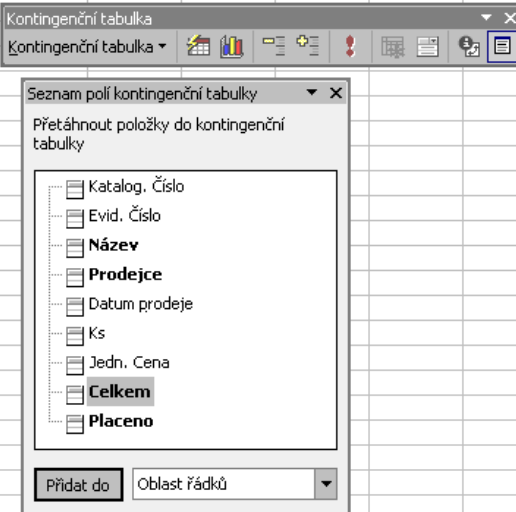 Kontingenční tabulka
Kontingenční tabulka
Seznam polí kontingenční tabulky
Přetáhnout položky do kontingenční
tabulky
Katalog. Číslo
Evid. Číslo
Název
Prodejce
Datum prodeje
Ks
Jedn. Cena
Celkem
Placeno
Přidat do
Oblast řádků